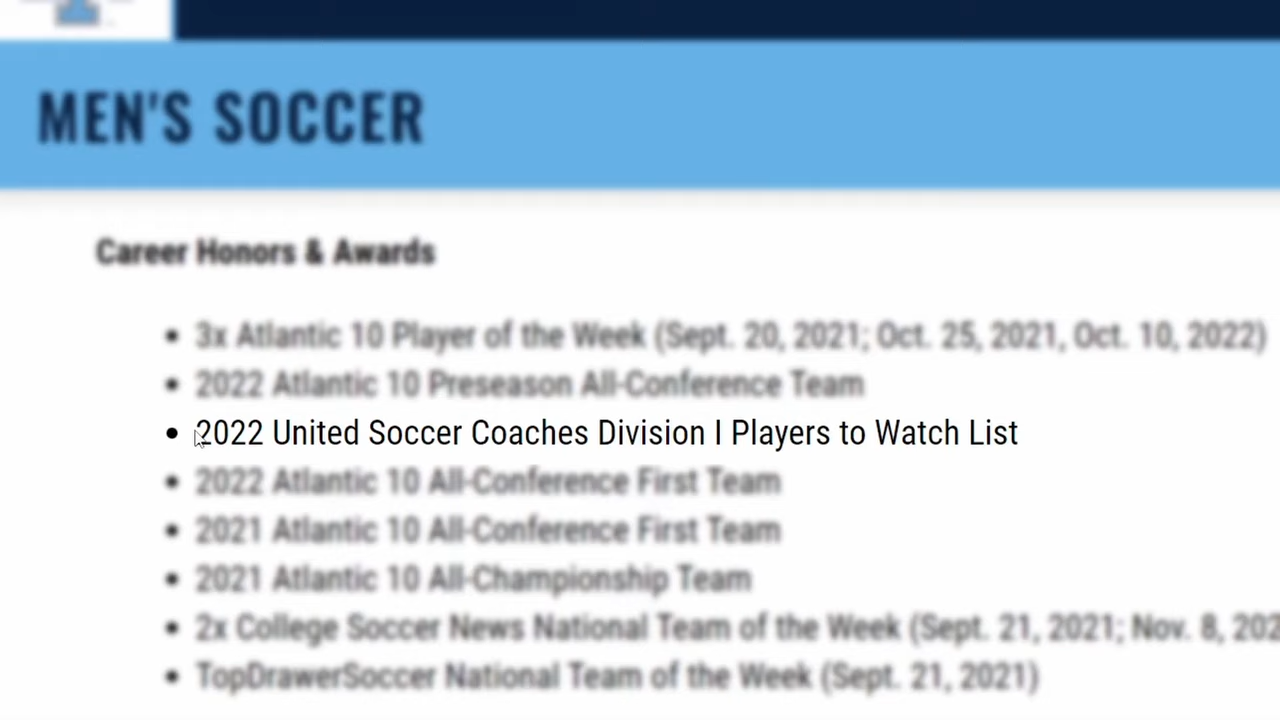 MEN'S SOCCER
Career Honors & Awards
• 3x Atlantic 10 Player of the Week (Sept. 20, 2021; Oct. 25, 2021, Oct. 10, 2022)
• 2022 Atlantic 10 Preseason All-Conference Team
• 2022 United Soccer Coaches Division I Players to Watch List
• 2022 Atlantic 10 All-Conference First Team
• 2021 Atlantic 10 All-Conference First Team
• 2021 Atlantic 10 All-Championship Team
• 2x College Soccer News National Team of the Week (Sept. 21, 2021; Nov. 8, 202
• TopDrawerSoccer National Team of the Week (Sept. 21, 2021)